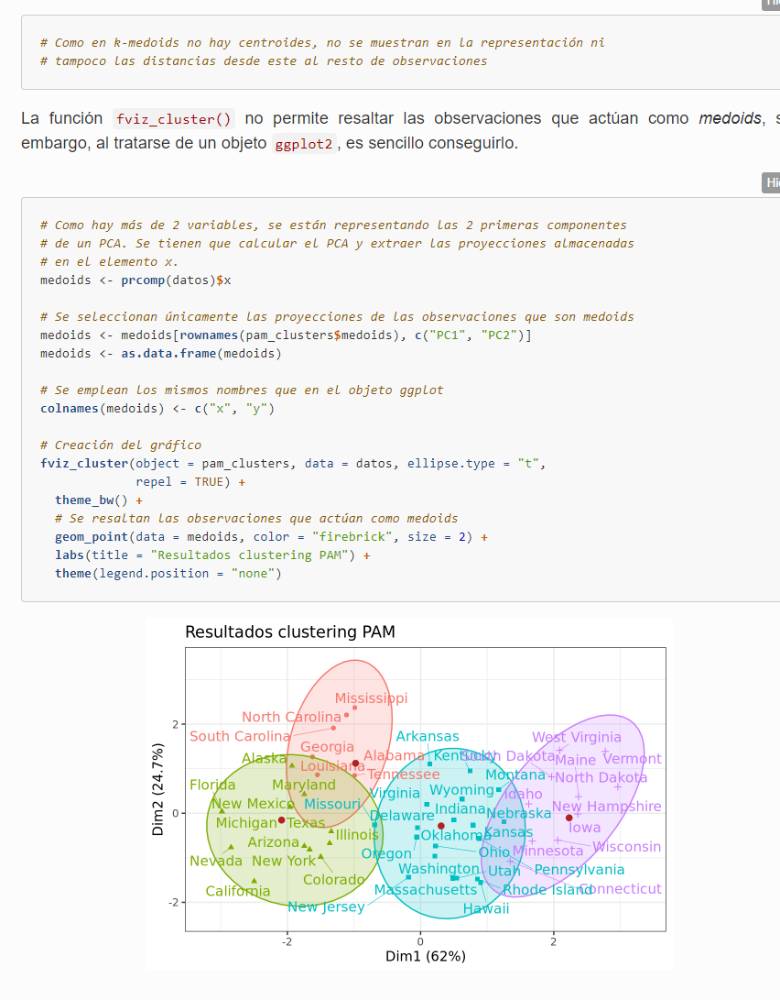 Hi
# Como en k-medoids no hay centroides, no se muestran en la representación ni
# tampoco las distancias desde este al resto de observaciones
La función fviz_cluster() no permite resaltar las observaciones que actúan como medoids, s
embargo, al tratarse de un objeto ggplot2, es sencillo conseguirlo.
Hi
# Como hay más de 2 variables, se están representando las 2 primeras componentes
# de un PCA. Se tienen que calcular el PCA y extraer las proyecciones almacenadas
# en el elemento x.
medoids <- prcomp(datos)$x
# Se seleccionan únicamente las proyecciones de las observaciones que son medoids
medoids <- medoids[rownames(pam_clusters$medoids), c("PC1", "PC2")]
medoids <- as.data.frame(medoids)
# Se emplean los mismos nombres que en el objeto ggplot
colnames(medoids) <- c("x", "y")
# Creación del gráfico
fviz_cluster(object = pam_clusters, data = datos, ellipse.type = "t",
repel = TRUE) +
theme_bw() +
# Se resaltan las observaciones que actúan como medoids
geom_point(data = medoids, color = "firebrick", size = 2) +
labs(title = "Resultados clustering PAM") +
theme(legend.position = "none")
Resultados clustering PAM
Mississippi
North Carolina
South Carolina
Georgia
Alabama
Louisiana
Tennessee
Alaska
Florida
Maryland
New Mexico
Michigan
Texas
Illinois
Arizona
Nevada
New York
Colorado
California
Arkansas
Kentucky
Montana
Virginia
Wyoming
Missouri
Delaware
Indiana
Nebraska
Oklahoma
Kansas
Oregon
Ohio
Washington
Utah
Pennsylvania
Massachusetts
Rhode Island
New Jersey
Hawaii
West Virginia
South Dakota
Maine
Vermont
North Dakota
Idaho
New Hampshire
Iowa
Minnesota
Wisconsin
Connecticut
2
0
-2
Dim2 (24.7%)
-2
0
2
Dim1 (62%)